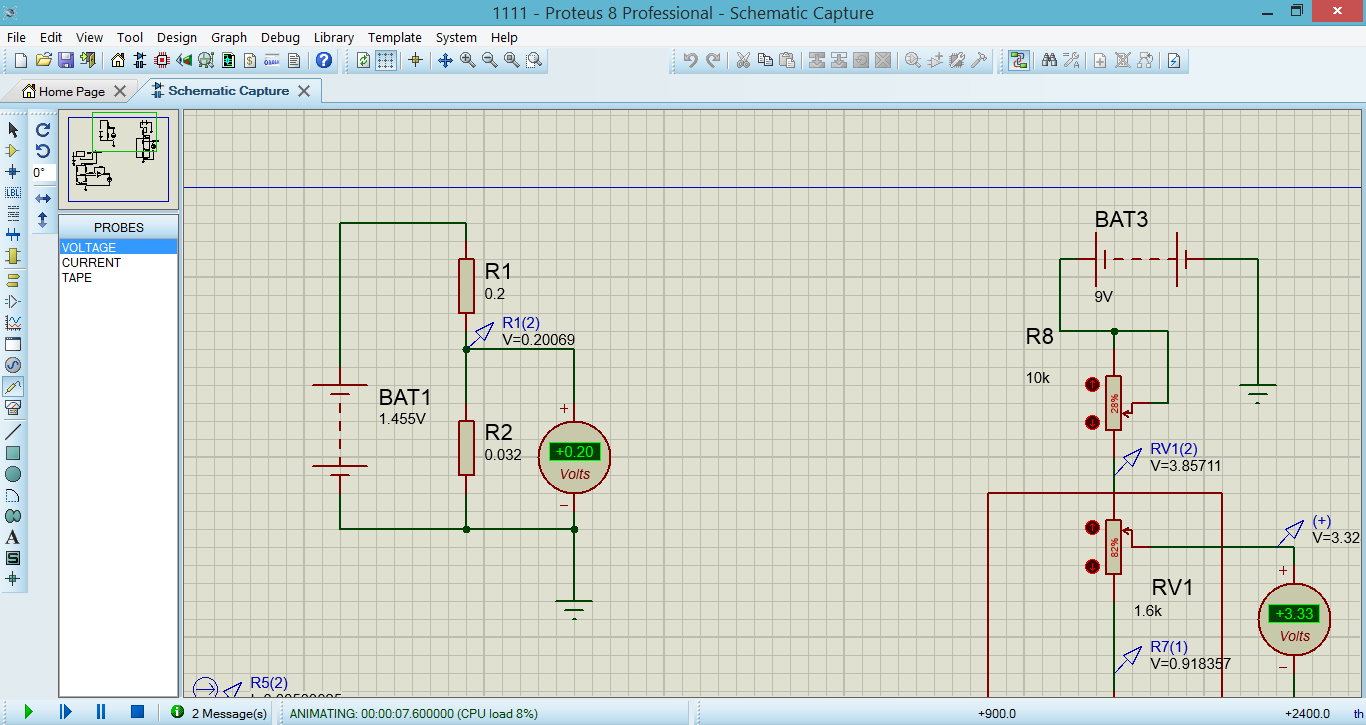 1111 - Proteus 8 Professional - Schematic Capture
File Edit View Tool Design Graph Debug Library Template System Help
Home Page
Schematic Capture
0°
LBL
A
S
PROBES
VOLTAGE
CURRENT
TAPE
R1
0.2
R1(2)
V=0.20069
BAT1
1.455V
R2
0.032
+
+0.20
Volts
−
BAT3
9V
R8
10k
28%
RV1(2)
V=3.85711
(+)
V=3.32
82%
RV1
1.6k
+
+3.33
Volts
−
R7(1)
V=0.918357
R5(2)
2 Message(s)
ANIMATING: 00:00:07.600000 (CPU load 8%)
+900.0
+2400.0
th